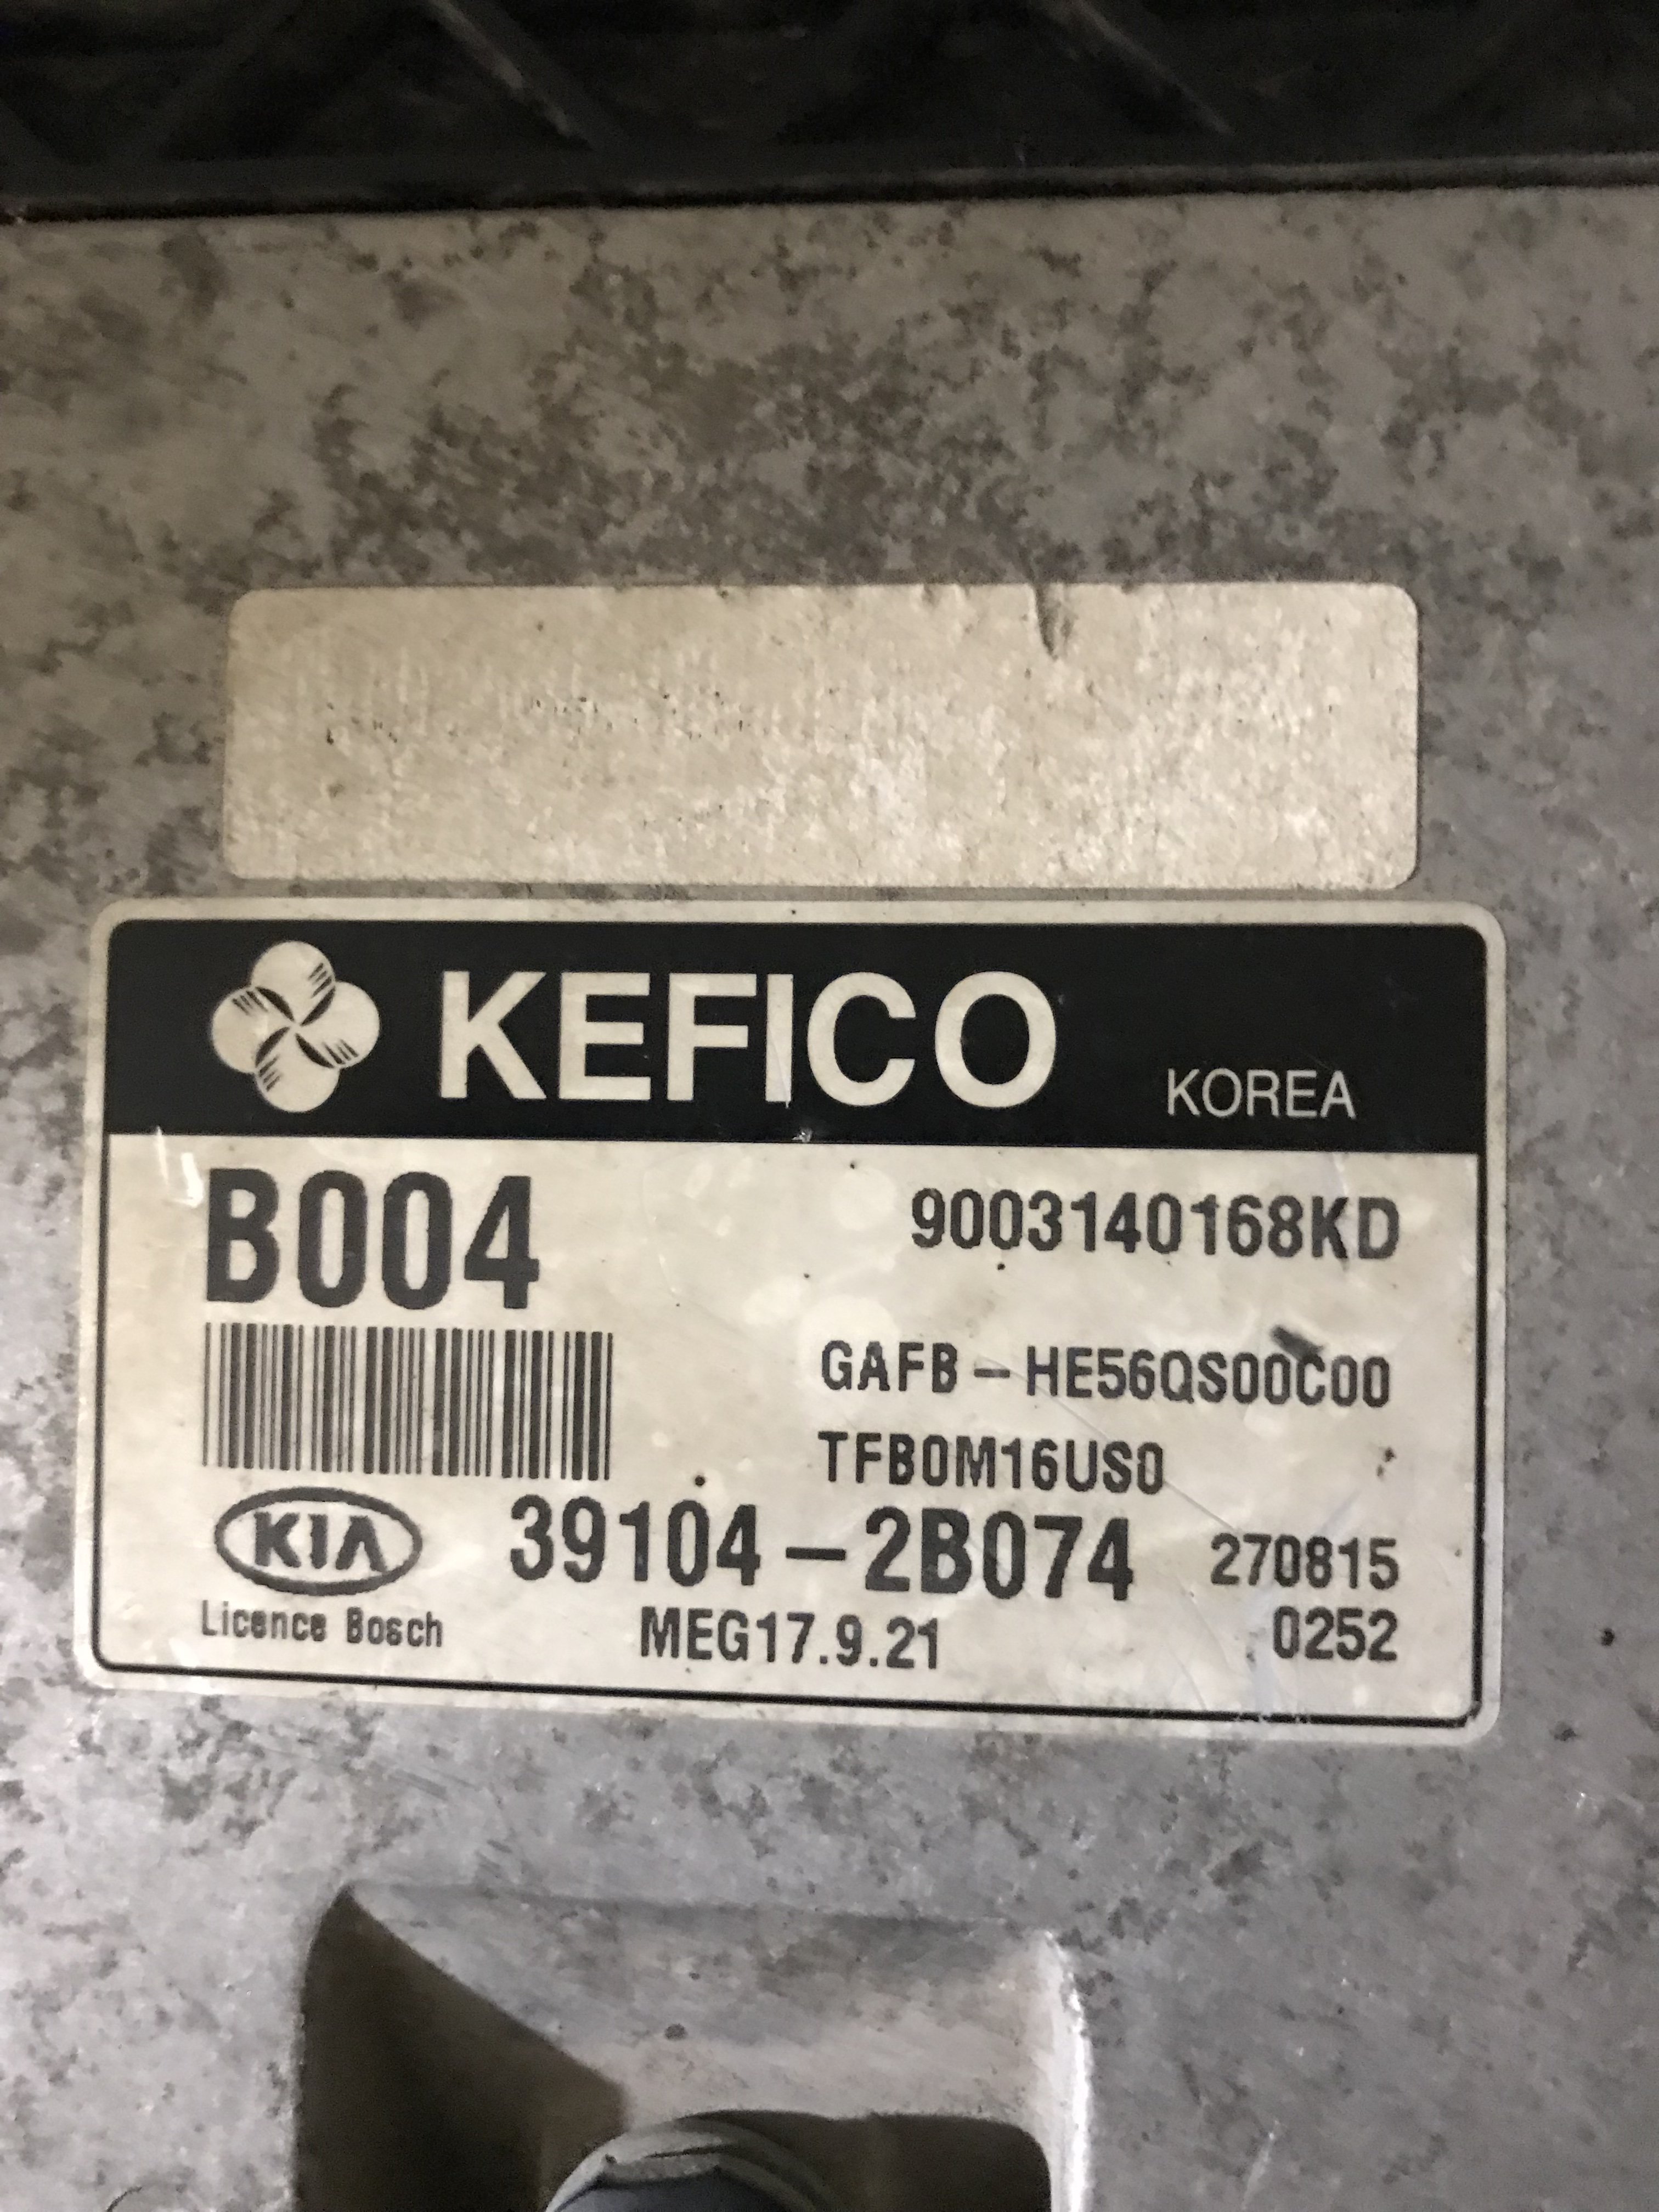 KEFICO KOREA
B004 9003140168KD
GAFB-HE56QS00C00
TFB0M16US0
KIA 39104-2B074 270815
Licence Bosch MEG17.9.21 0252